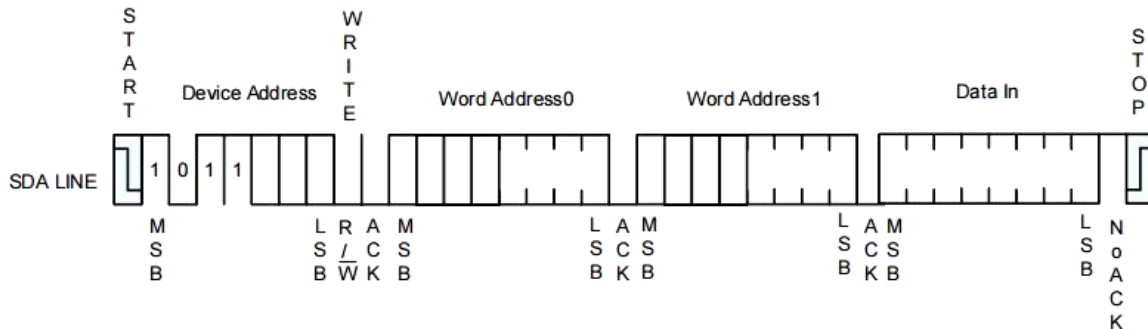 START
WRITE
STOP
Device Address
Word Address0
Word Address1
Data In
SDA LINE
1 0 1 1
MSB
LSB
R/W̅
ACK
MSB
LSB
ACK
MSB
LSB
ACK
MSB
LSB
NoACK